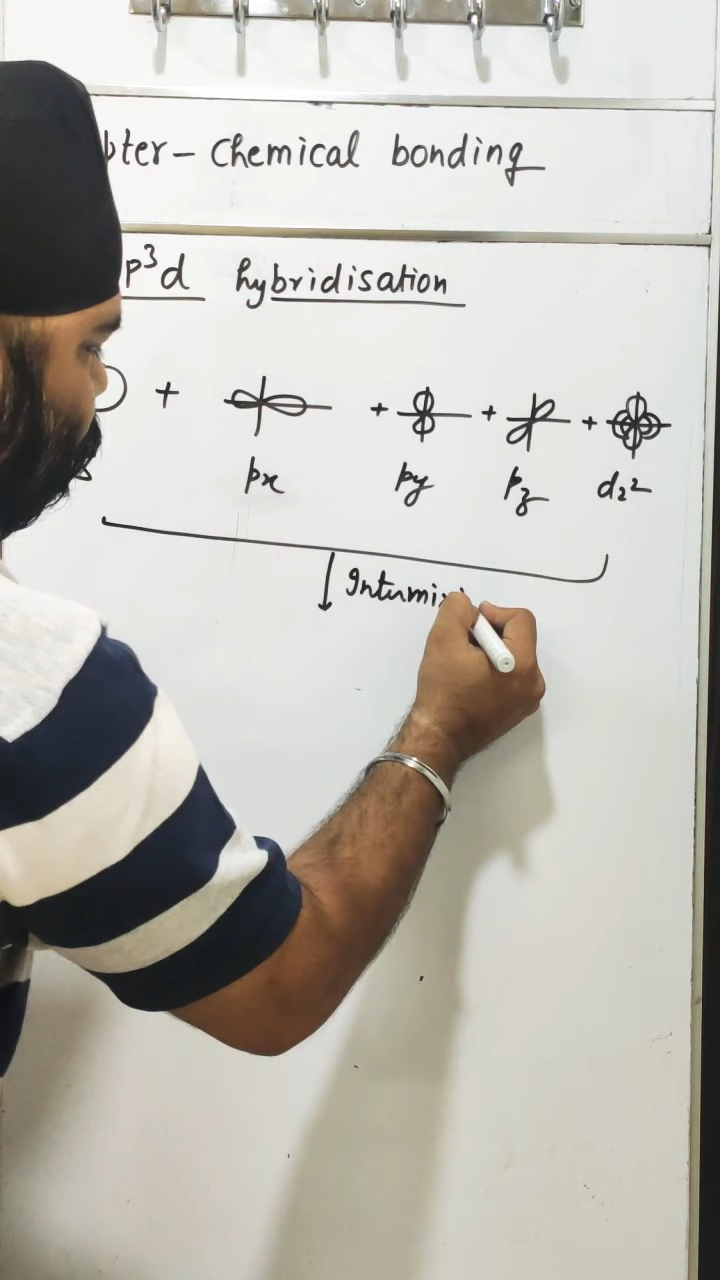 pter - Chemical bonding
p³d hybridisation
+ + + +
s px py pz dz²
↓ Intermi